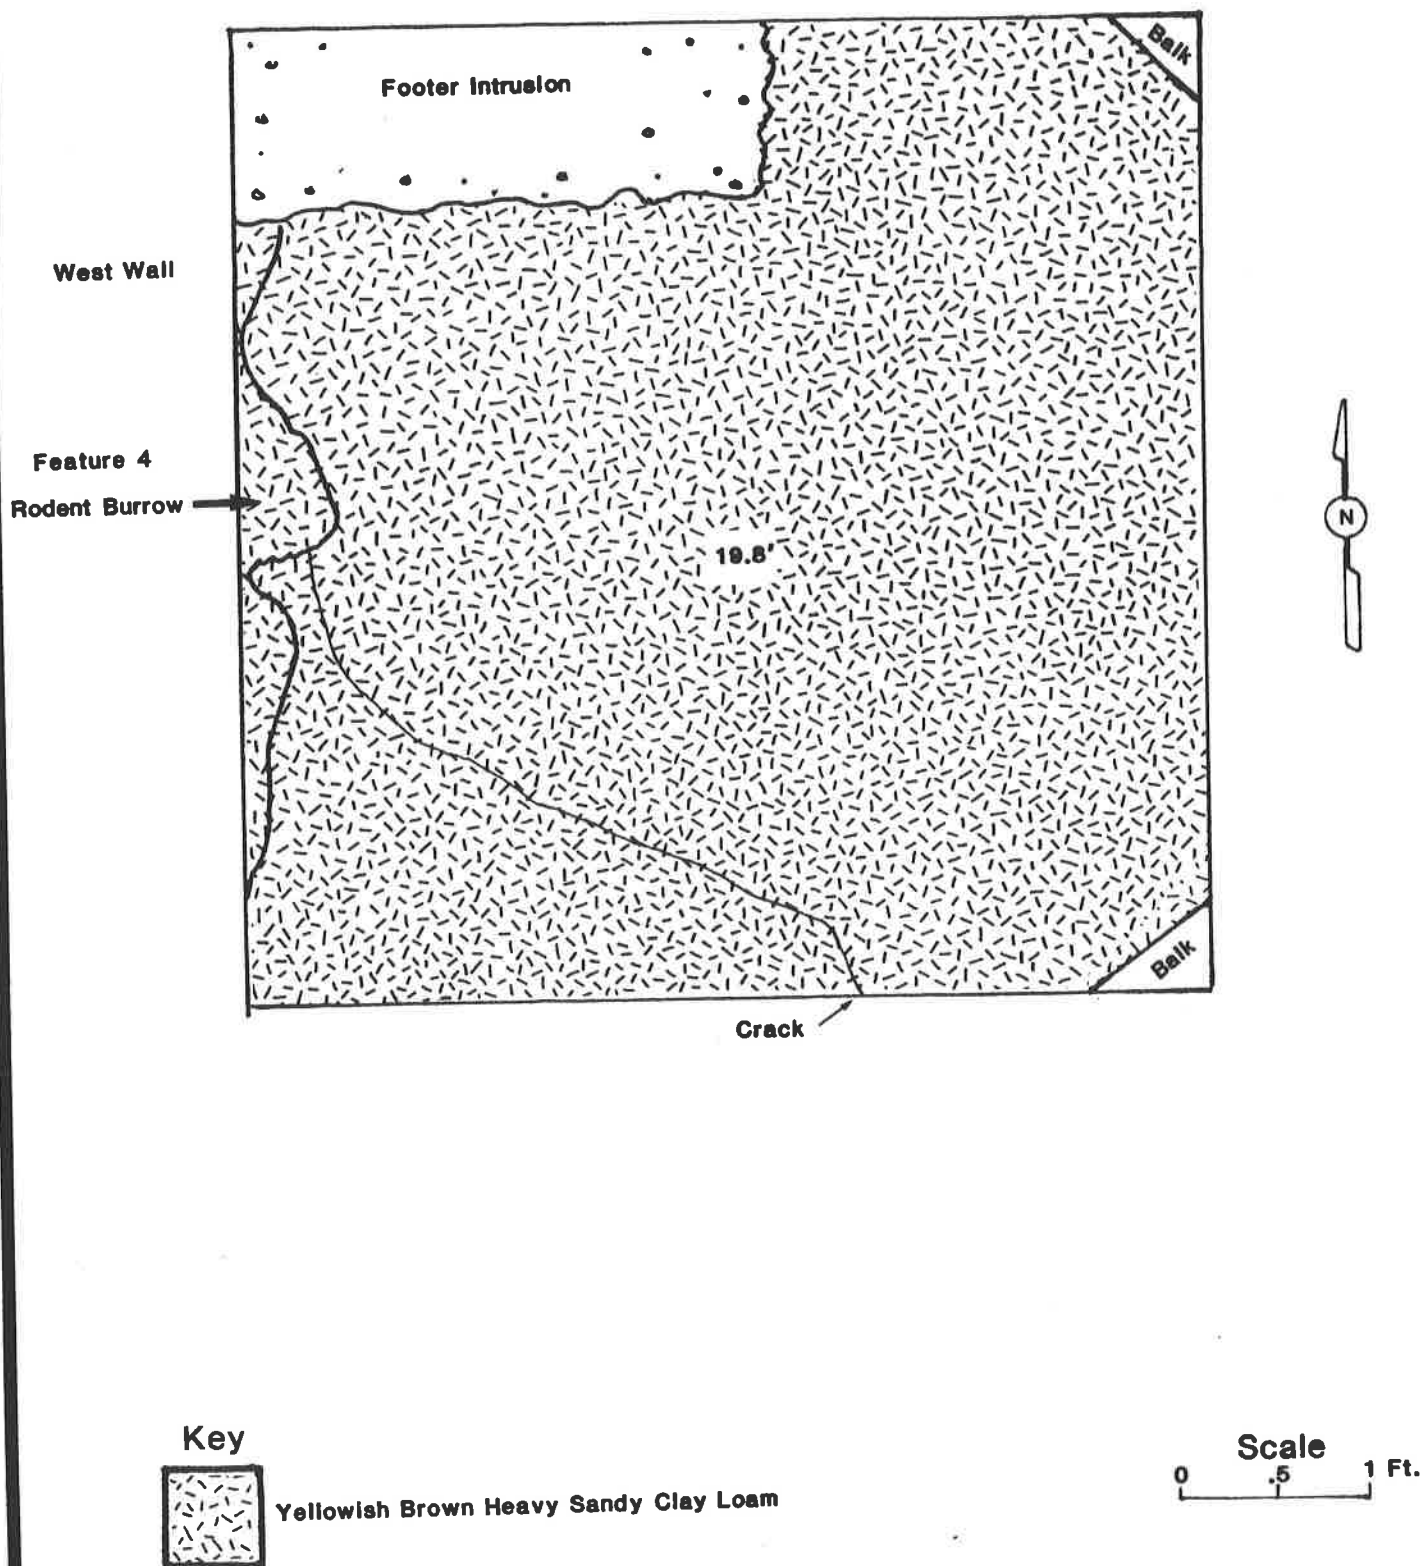 Balk
Footer Intrusion
West Wall
Feature 4
Rodent Burrow
N
19.8'
Balk
Crack
Key
Yellowish Brown Heavy Sandy Clay Loam
Scale
0 .5 1 Ft.